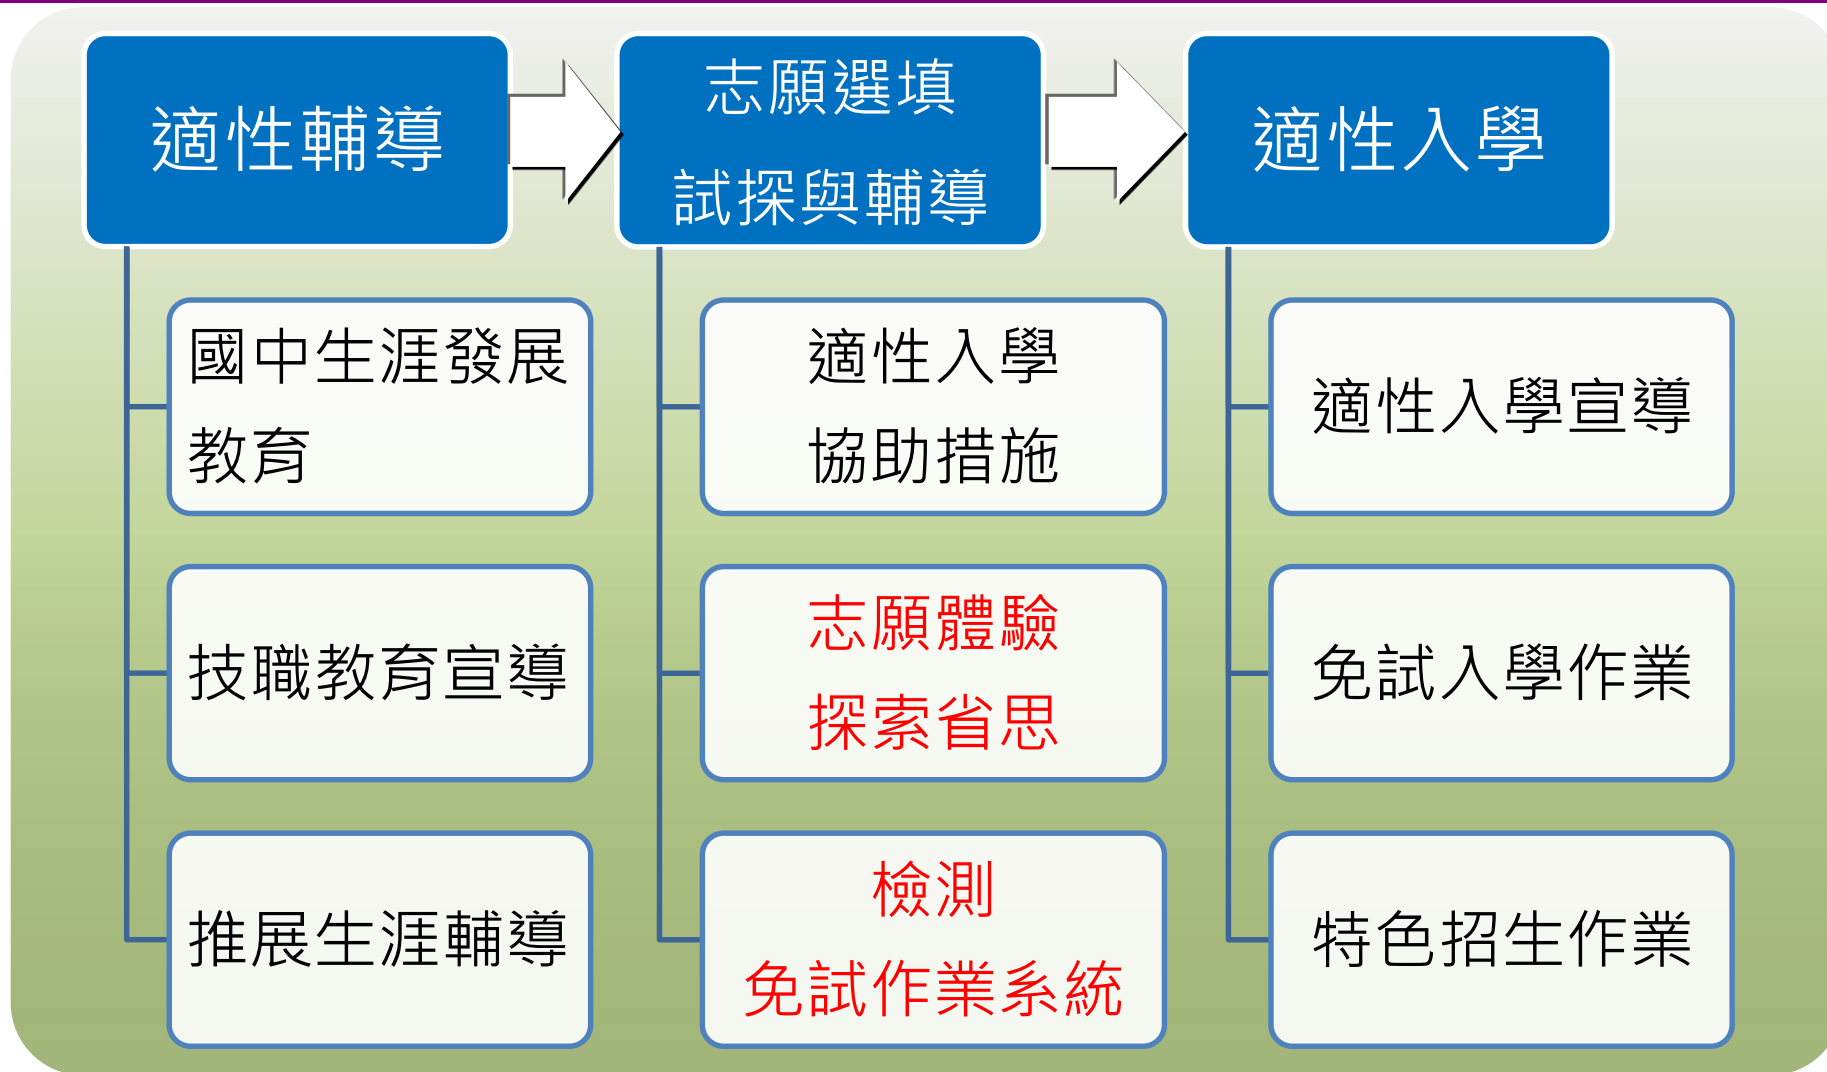 適性輔導
國中生涯發展
教育
技職教育宣導
推展生涯輔導
志願選填
試探與輔導
適性入學
協助措施
志願體驗
探索省思
檢測
免試作業系統
適性入學
適性入學宣導
免試入學作業
特色招生作業